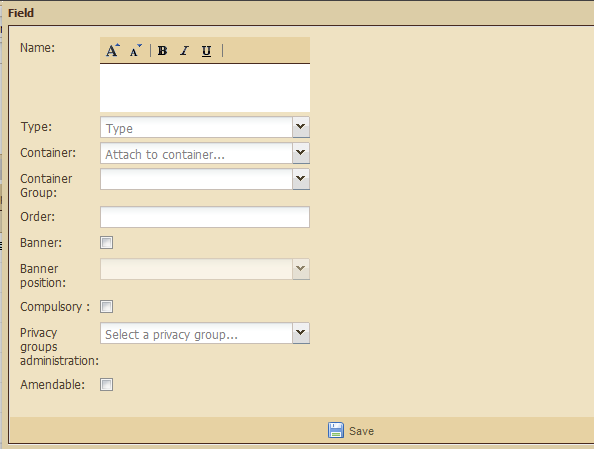 Field
Name:
A A B I U
Type:
Type
Container:
Attach to container...
Container
Group:
Order:
Banner:
Banner
position:
Compulsory :
Privacy
groups
administration:
Select a privacy group...
Amendable:
Save